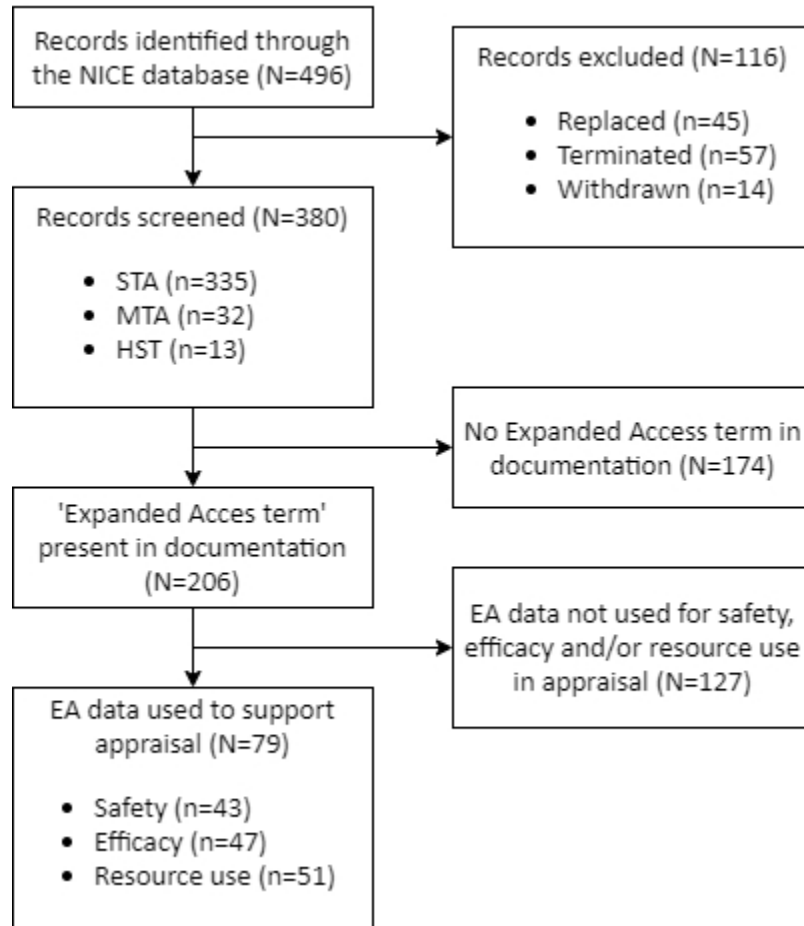 Records identified through
the NICE database (N=496)
Records excluded (N=116)
• Replaced (n=45)
• Terminated (n=57)
• Withdrawn (n=14)
Records screened (N=380)
• STA (n=335)
• MTA (n=32)
• HST (n=13)
No Expanded Access term in
documentation (N=174)
'Expanded Acces term'
present in documentation
(N=206)
EA data not used for safety,
efficacy and/or resource use
in appraisal (N=127)
EA data used to support
appraisal (N=79)
• Safety (n=43)
• Efficacy (n=47)
• Resource use (n=51)